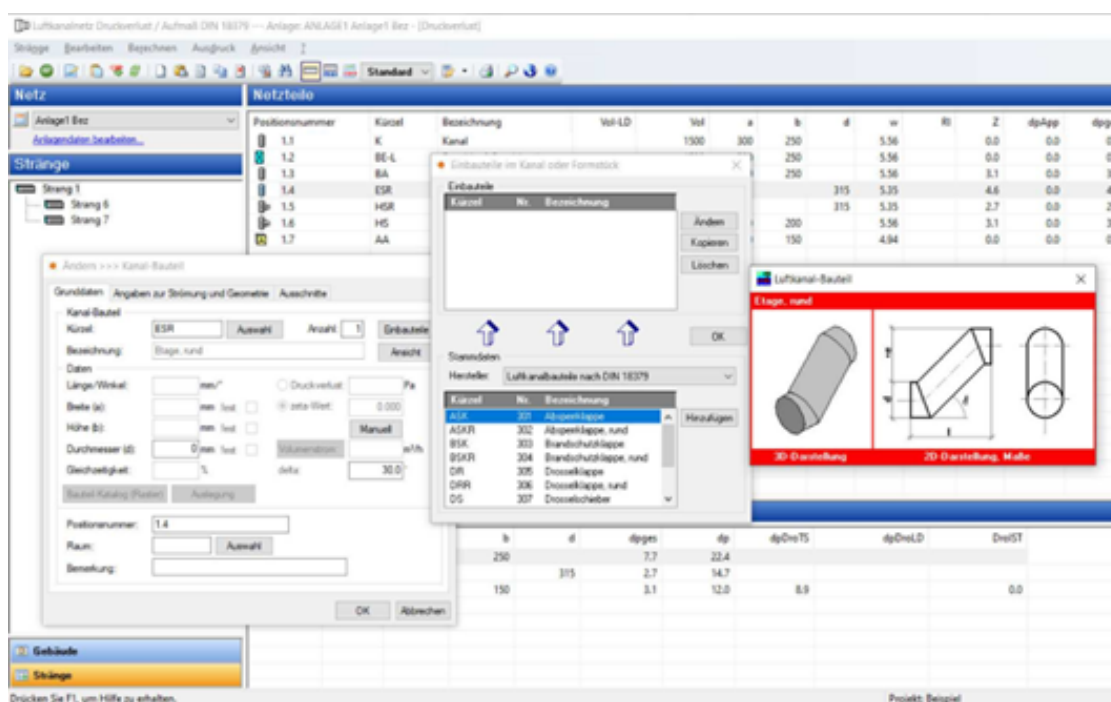 Luftkanalnetz Druckverlust / Aufmaß DIN 18379 --- Anlage: ANLAGE1 Anlage1 Bez - [Druckverlust]
Stränge Bearbeiten Berechnen Ausdruck Ansicht ?
Standard
Netz
Anlage1 Bez
Anlagendaten bearbeiten...
Stränge
Strang 1
Strang 6
Strang 7
Netzteile
Positionsnummer Kürzel Bezeichnung Vol-LD Vol a b d w Rl Z dpApp
1.1 K Kanal 1500 300 250 5.56 0.0 0.0
1.2 BE-L 250 5.56 0.0 0.0
1.3 BA 250 5.56 3.1 0.0
1.4 ESR 315 5.35 4.6 0.0
1.5 HSR 315 5.35 2.7 0.0
1.6 HS 200 5.56 3.1 0.0
1.7 AA 150 4.94 0.0 0.0
Ändern >>> Kanal-Bauteil
Grunddaten Angaben zur Strömung und Geometrie Ausschnitte
Kanal-Bauteil
Kürzel: ESR Auswahl Anzahl: 1 Einbauteile
Bezeichnung: Etage, rund Ansicht
Daten
Länge/Winkel: mm/° Druckverlust: Pa
Breite (a): mm fest zeta-Wert: 0.000
Höhe (b): mm fest Manuell
Durchmesser (d): 0 mm fest Volumenstrom: m³/h
Gleichzeitigkeit: % delta: 30.0 °
Bauteil-Katalog (Raster) Auslegung
Positionsnummer: 1.4
Raum: Auswahl
Bemerkung:
OK Abbrechen
Einbauteile im Kanal oder Formstück
Einbauteile
Kürzel Nr. Bezeichnung
Ändern
Kopieren
Löschen
OK
Stammdaten
Hersteller: Luftkanalbauteile nach DIN 18379
Kürzel Nr. Bezeichnung
ASK 301 Absperrklappe
ASKR 302 Absperrklappe, rund
BSK 303 Brandschutzklappe
BSKR 304 Brandschutzklappe, rund
DR 305 Drosselklappe
DRR 306 Drosselklappe, rund
DS 307 Drosselschieber
Hinzufügen
Luftkanal-Bauteil
Etage, rund
d
l
3D-Darstellung 2D-Darstellung, Maße
b d dpges dp dpDroTS dpDroLD DroIST
250 7.7 22.4
315 2.7 14.7
150 3.1 12.0 8.9 0.0
Gebäude
Stränge
Drücken Sie F1, um Hilfe zu erhalten.
Projekt: Beispiel